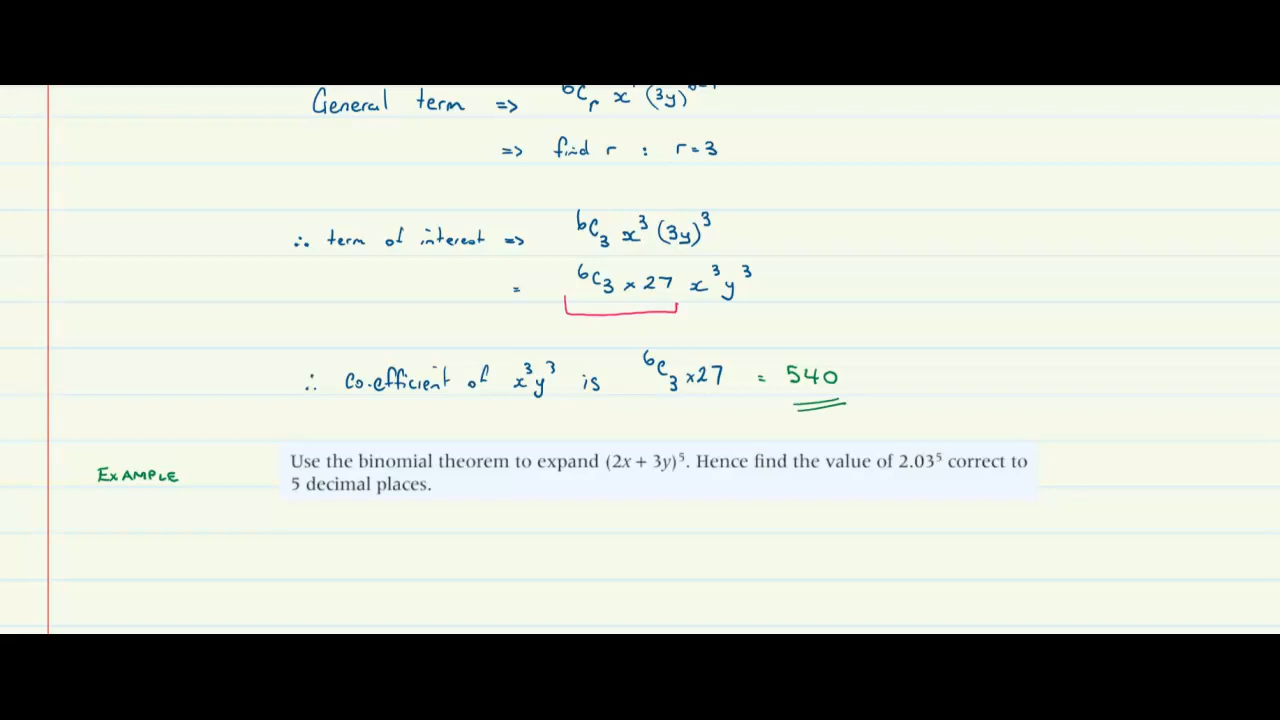 General term => ⁶Cᵣ x (3y)
=> find r : r = 3
∴ term of interest => ⁶C₃ x³ (3y)³
= ⁶C₃ × 27 x³y³
∴ co-efficient of x³y³ is ⁶C₃ × 27 = 540
EXAMPLE
Use the binomial theorem to expand (2x + 3y)⁵. Hence find the value of 2.03⁵ correct to
5 decimal places.